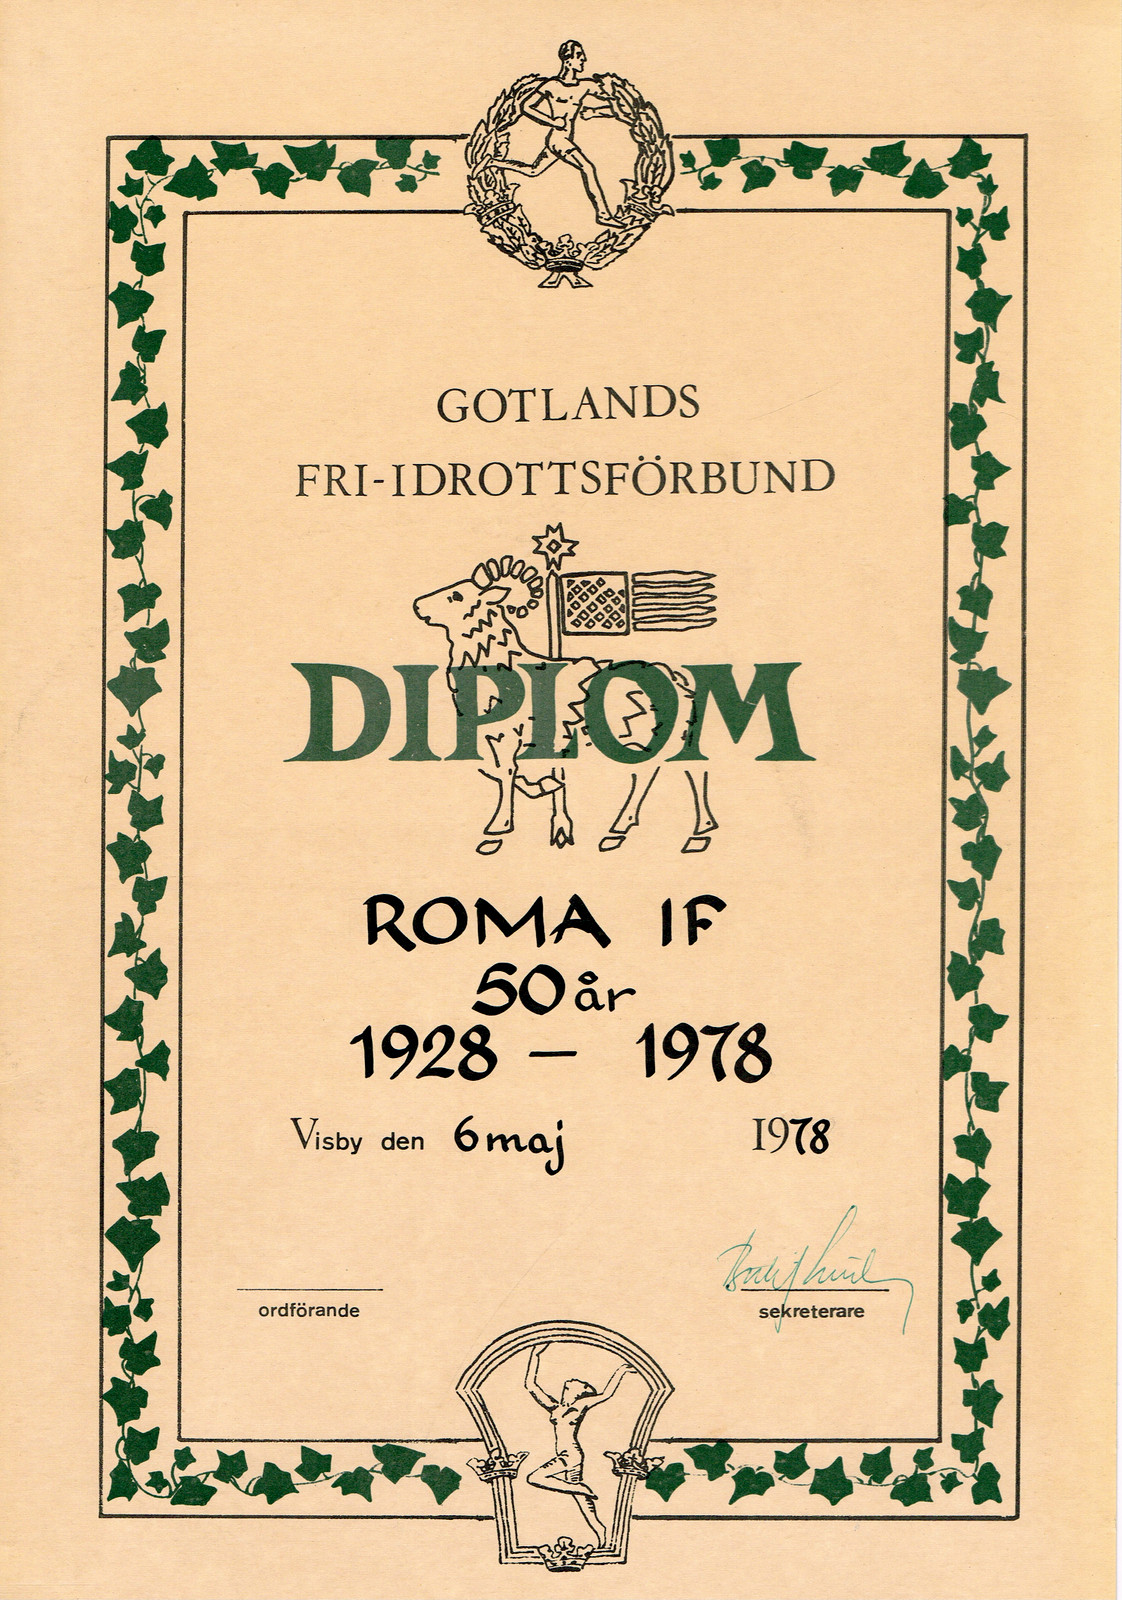 GOTLANDS
FRI-IDROTTSFÖRBUND
DIPLOM
ROMA IF
50 år
1928 – 1978
Visby den 6 maj 1978
ordförande
sekreterare